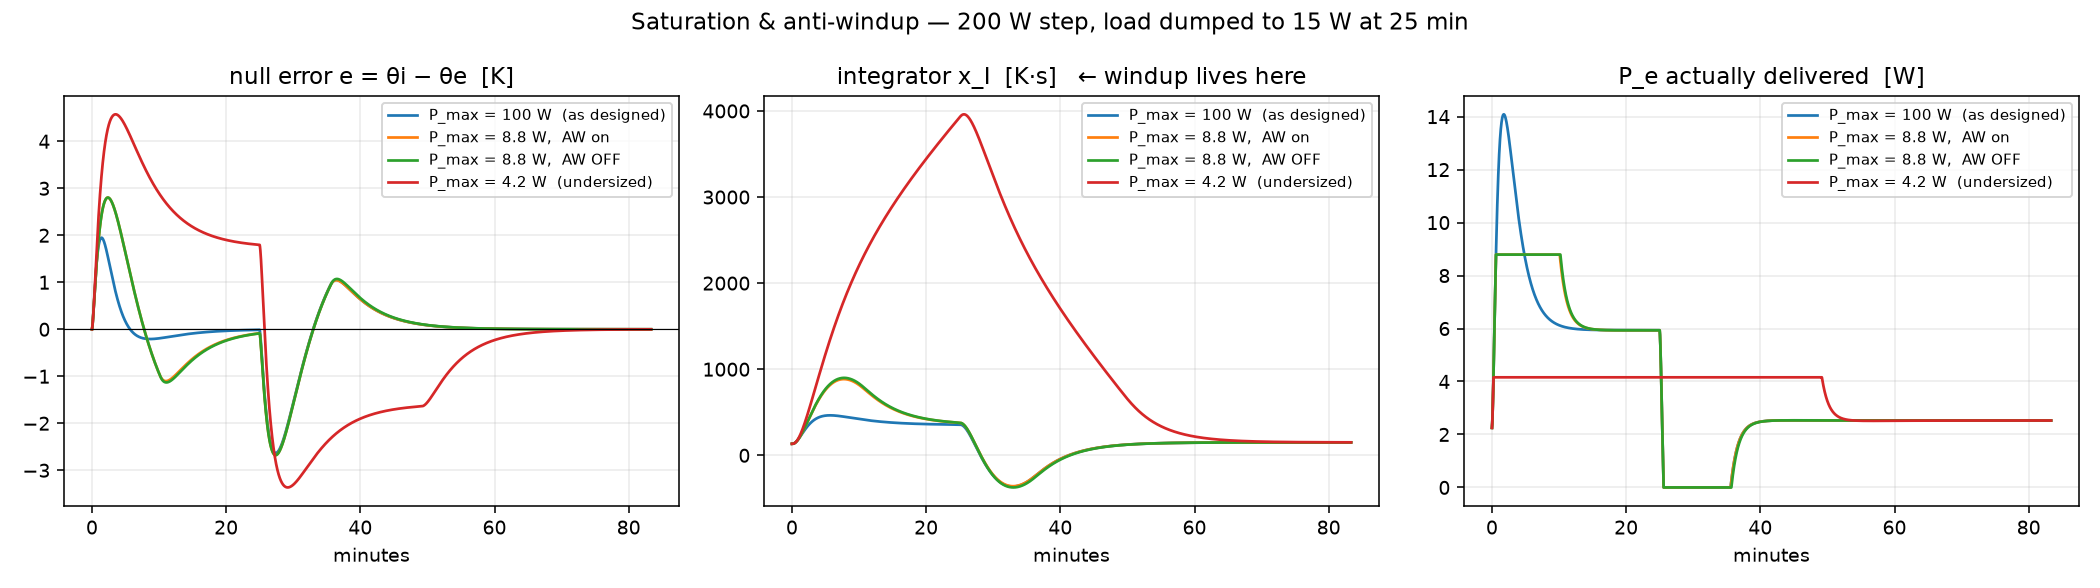 Saturation & anti-windup — 200 W step, load dumped to 15 W at 25 min
null error e = θi − θe  [K]
4
3
2
1
0
−1
−2
−3
0
20
40
60
80
minutes
P_max = 100 W  (as designed)
P_max = 8.8 W,  AW on
P_max = 8.8 W,  AW OFF
P_max = 4.2 W  (undersized)
integrator x_I  [K·s]   ← windup lives here
4000
3000
2000
1000
0
0
20
40
60
80
minutes
P_max = 100 W  (as designed)
P_max = 8.8 W,  AW on
P_max = 8.8 W,  AW OFF
P_max = 4.2 W  (undersized)
P_e actually delivered  [W]
14
12
10
8
6
4
2
0
0
20
40
60
80
minutes
P_max = 100 W  (as designed)
P_max = 8.8 W,  AW on
P_max = 8.8 W,  AW OFF
P_max = 4.2 W  (undersized)